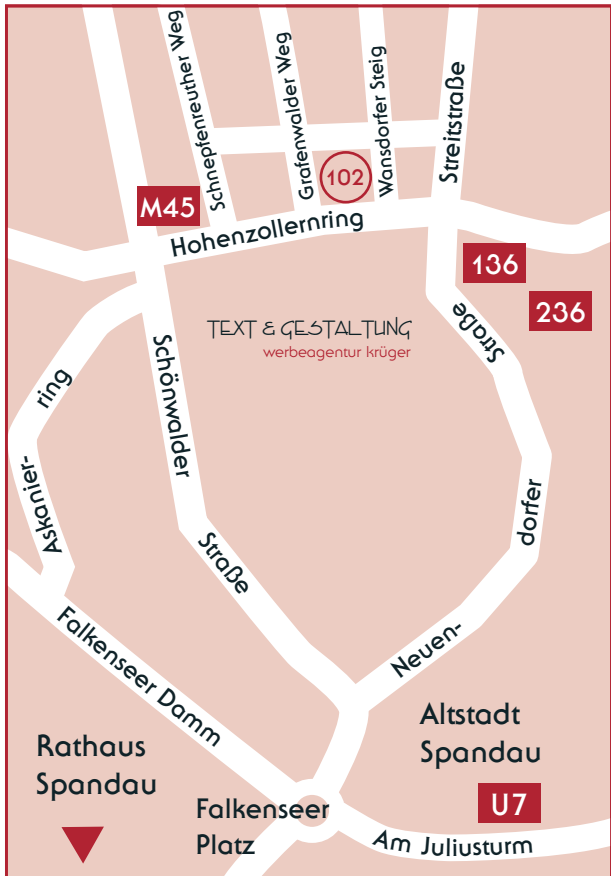 Schnepfenreuther Weg
Grafenwalder Weg
Wansdorfer Steig
Streitstraße
102
M45
Hohenzollernring
136
236
TEXT & GESTALTUNG
werbeagentur krüger
Straße
Schönwalder
Straße
Askanier-
ring
dorfer
Neuen-
Falkenseer Damm
Altstadt
Spandau
Rathaus
Spandau
U7
Falkenseer
Platz
Am Juliusturm